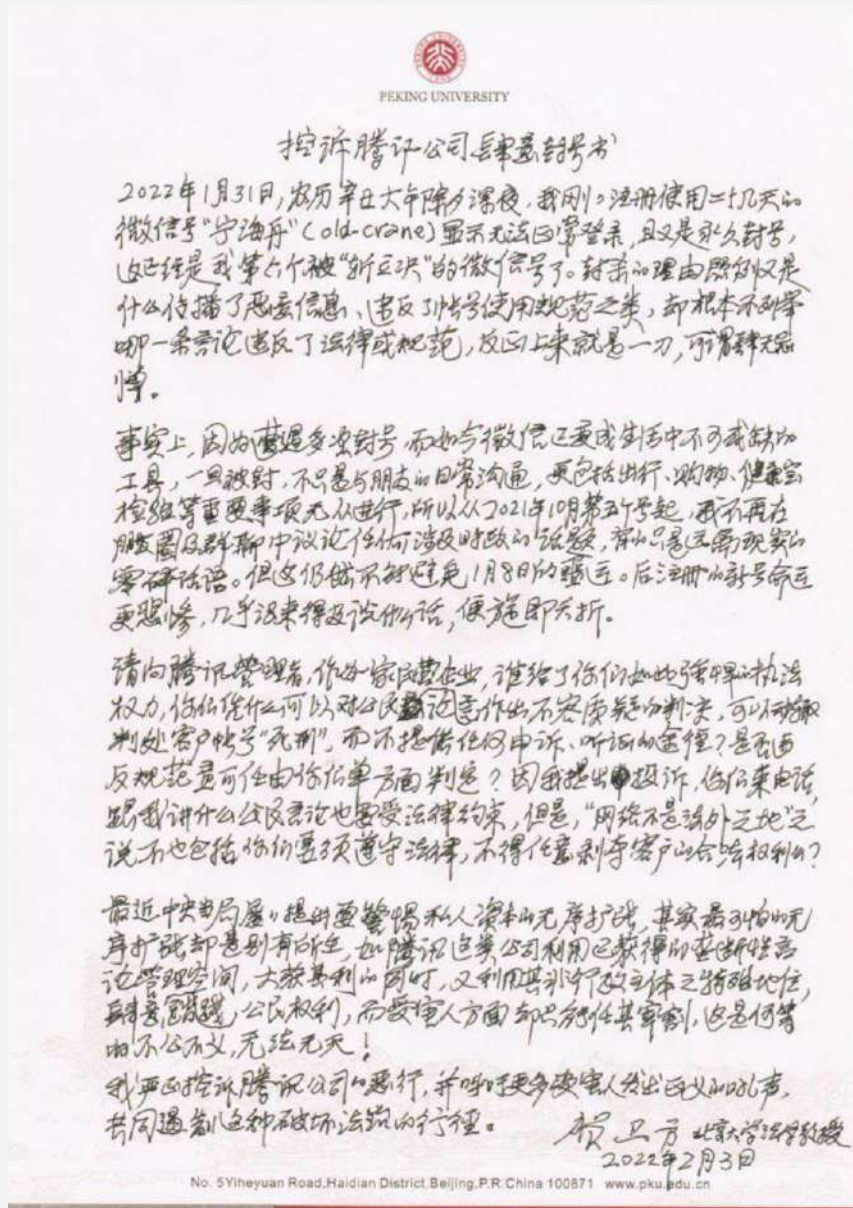 PEKING UNIVERSITY
控诉腾讯公司肆意封号书
2022年1月31日,农历辛丑大年除夕深夜,我刚刚注册使用二十几天的
微信号“宁海舟”(old-crane)显示无法正常登录,且又是永久封号,
这已经是我第六个被“斩立决”的微信号了。封杀的理由照例又是
什么传播了恶意信息、违反了帐号使用规范之类,却根本不列举
哪一条言论违反了法律或规范,反正上来就是一刀,可谓肆无忌
惮。
事实上,因为遭遇多次封号,而如今微信已变成生活中不可或缺的
工具,一旦被封,不只是与朋友的日常沟通,更包括出行、购物、健康宝
检验等重要事项无从进行,所以从2021年10月第五个号起,我不再在
朋友圈及群聊中议论任何涉及时政的话题,有的只是远离现实的
零碎话语。但这仍然不能避免1月8日的噩运。后注册的新号命运
更悲惨,几乎没来得及说什么话,便旋即夭折。
请问腾讯管理者,作为一家民营企业,谁给了你们如此强悍的执法
权力,你们凭什么可以对公民言论作出不容质疑的判决,可以动辄
判处客户帐号“死刑”,而不提供任何申诉、听证的途径?是否违
反规范竟可任由你们单方面判定?因我提出投诉,你们来电话,
跟我讲什么公民言论也要受法律约束,但是,“网络不是法外之地”之
说不也包括你们要须遵守法律,不得任意剥夺客户的合法权利么?
最近中央当局屡屡提出要警惕私人资本的无序扩张,其实最可怕的无
序扩张却是别有所在,如腾讯这类公司利用已获得的垄断性言
论管理空间,大获其利的同时,又利用其非行政主体之特殊地位,
肆意践踏公民权利,而受害人方面却只能任其宰割,这是何等
的不公不义,无法无天!
我严正控诉腾讯公司的恶行,并呼吁更多受害人发出正义的吼声,
共同遏制这种破坏法治的行径。
贺卫方 北京大学法学教授
2022年2月3日
No. 5Yiheyuan Road,Haidian District,Beijing,P.R.China 100871 www.pku.edu.cn